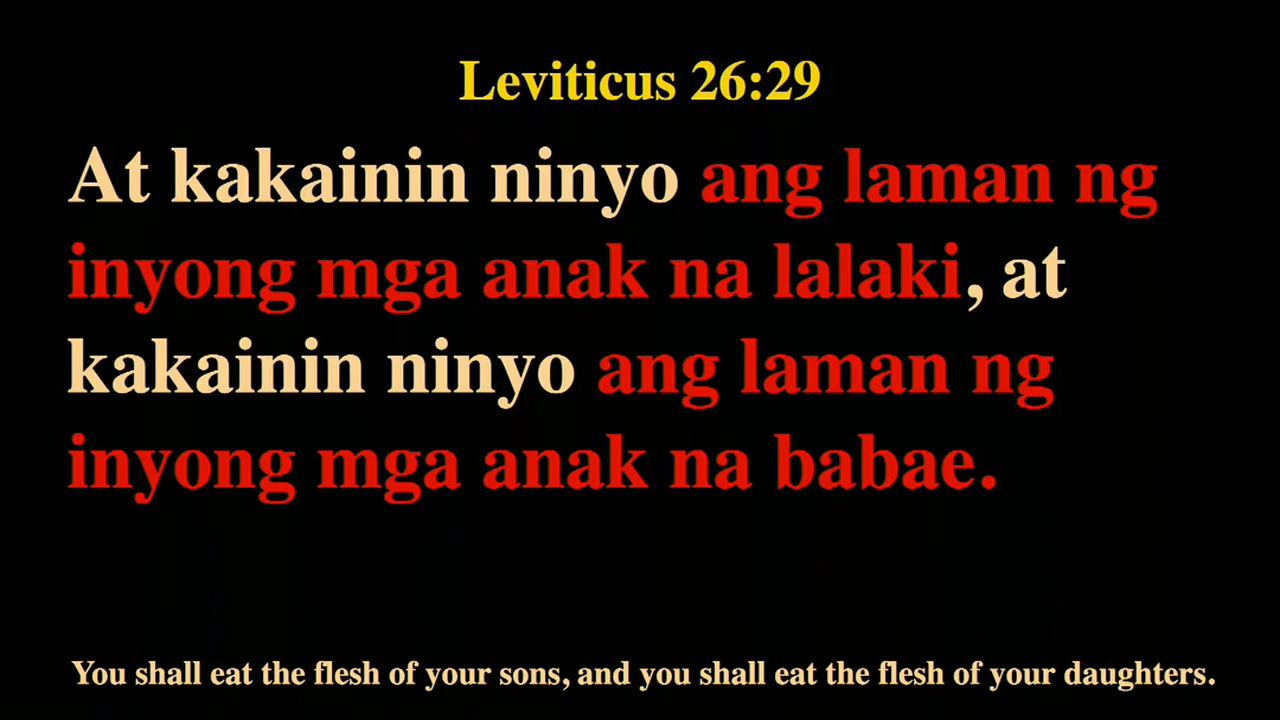 Leviticus 26:29
At kakainin ninyo ang laman ng
inyong mga anak na lalaki, at
kakainin ninyo ang laman ng
inyong mga anak na babae.
You shall eat the flesh of your sons, and you shall eat the flesh of your daughters.